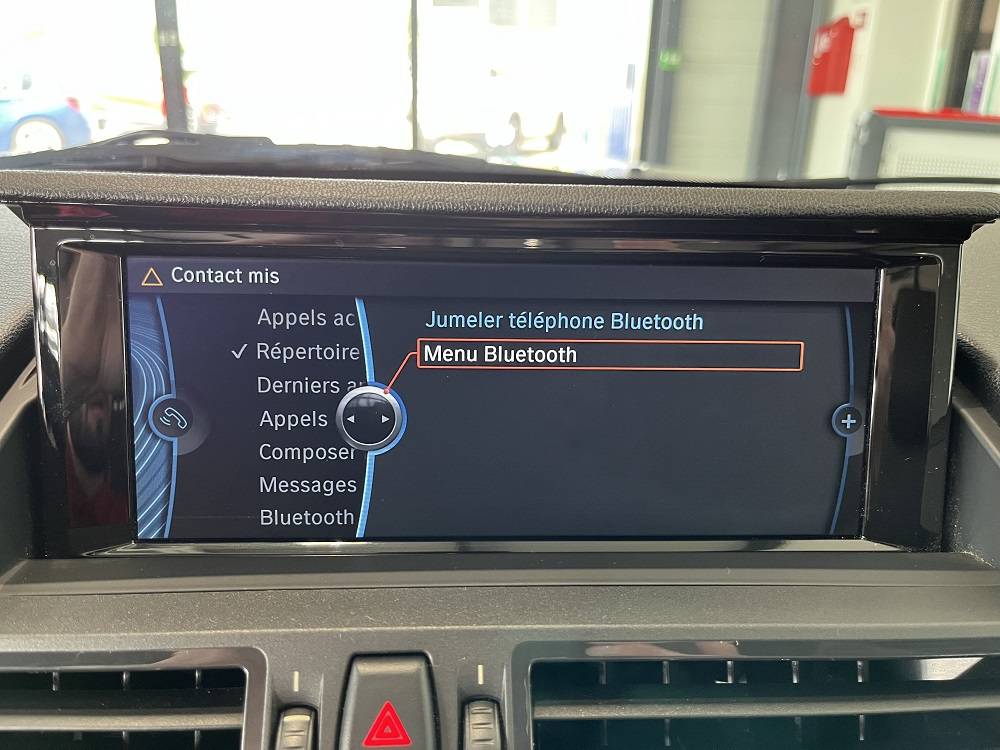 Contact mis
Appels ac
Répertoire
Derniers a
Appels
Composer
Messages
Bluetooth
Jumeler téléphone Bluetooth
Menu Bluetooth